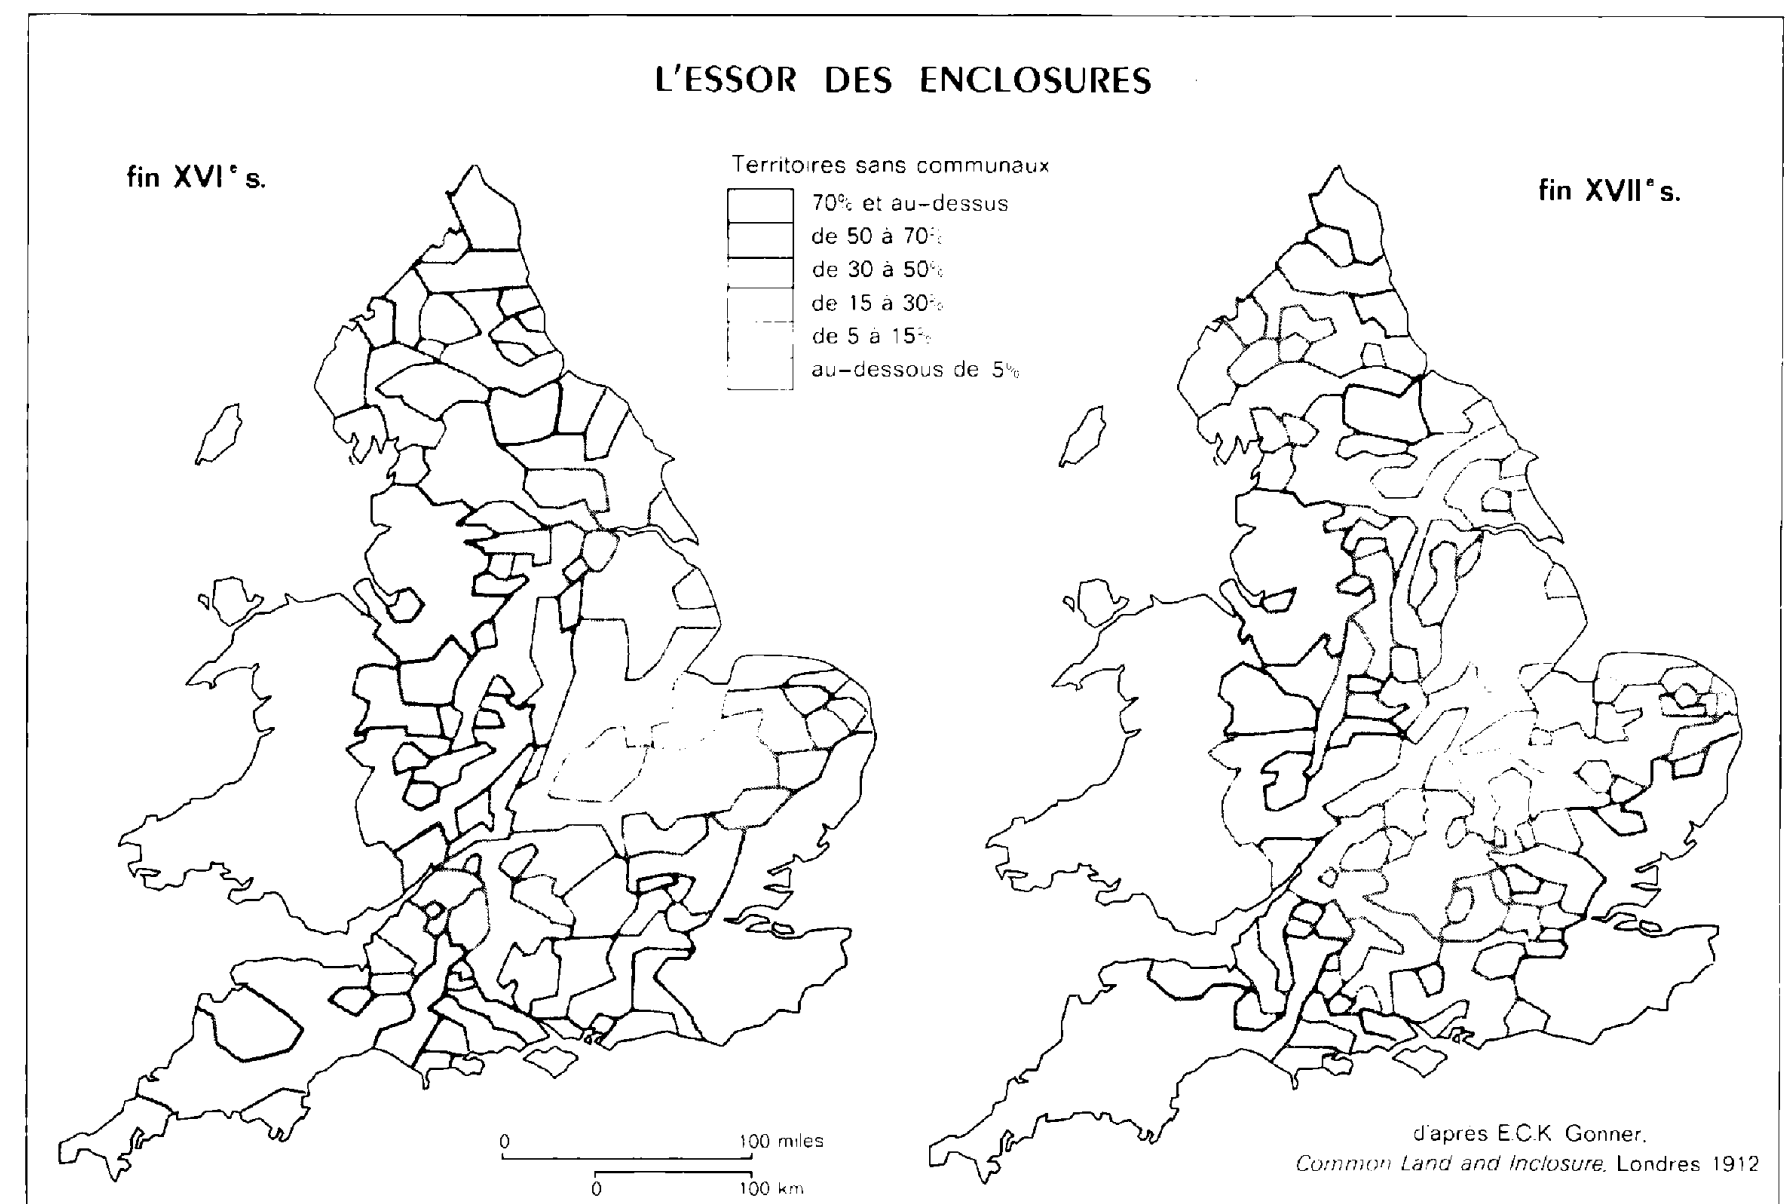 L'ESSOR DES ENCLOSURES
fin XVIᵉ s.
Territoires sans communaux
70% et au-dessus
de 50 à 70%
de 30 à 50%
de 15 à 30%
de 5 à 15%
au-dessous de 5%
fin XVIIᵉ s.
0 100 miles
0 100 km
d'après E.C.K Gonner.
Common Land and Inclosure. Londres 1912